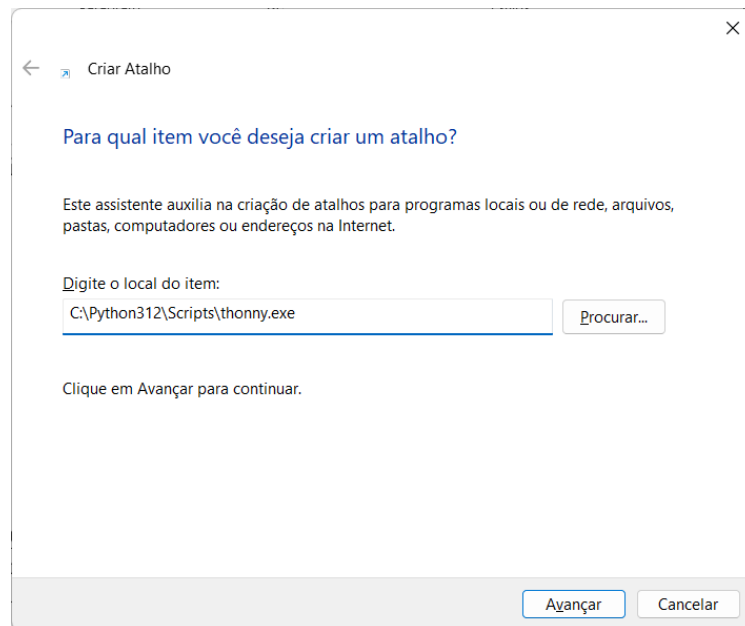 Criar Atalho
Para qual item você deseja criar um atalho?
Este assistente auxilia na criação de atalhos para programas locais ou de rede, arquivos,
pastas, computadores ou endereços na Internet.
Digite o local do item:
C:\Python312\Scripts\thonny.exe
Procurar...
Clique em Avançar para continuar.
Avançar
Cancelar